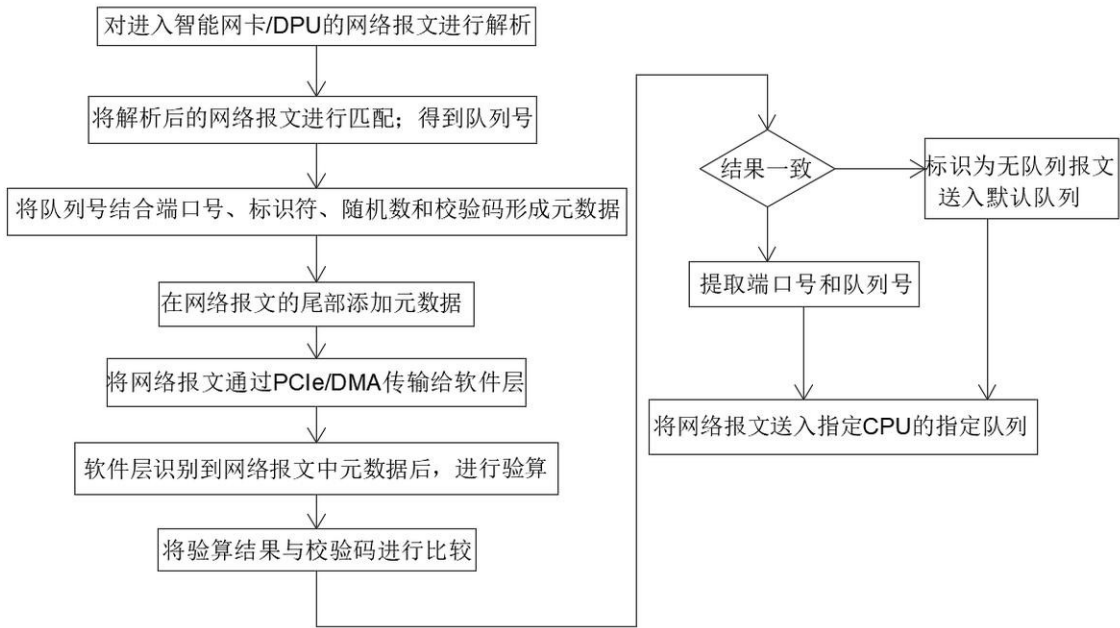 对进入智能网卡/DPU的网络报文进行解析
将解析后的网络报文进行匹配；得到队列号
将队列号结合端口号、标识符、随机数和校验码形成元数据
在网络报文的尾部添加元数据
将网络报文通过PCIe/DMA传输给软件层
软件层识别到网络报文中元数据后，进行验算
将验算结果与校验码进行比较
结果一致
标识为无队列报文
送入默认队列
提取端口号和队列号
将网络报文送入指定CPU的指定队列